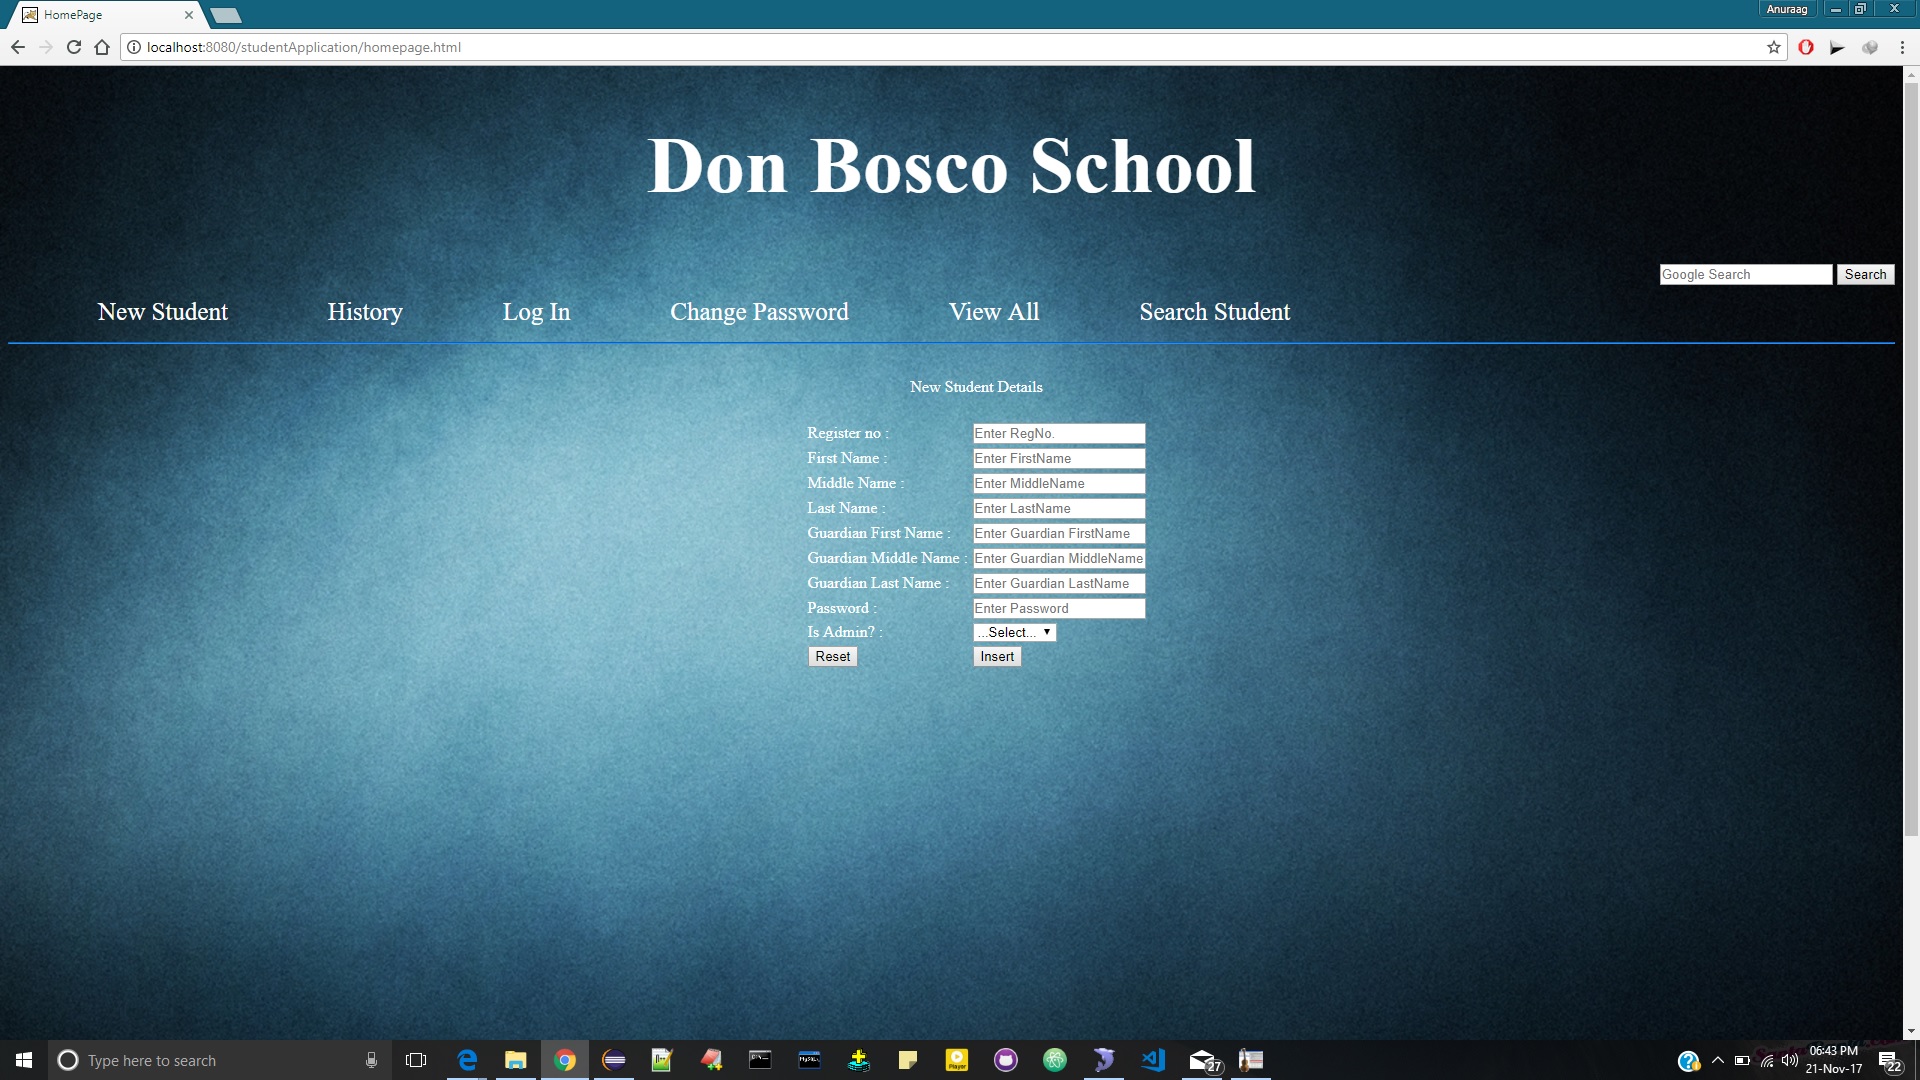 HomePage
Anuraag
localhost:8080/studentApplication/homepage.html
Don Bosco School
Google Search Search
New Student History Log In Change Password View All Search Student
New Student Details
Register no : Enter RegNo.
First Name : Enter FirstName
Middle Name : Enter MiddleName
Last Name : Enter LastName
Guardian First Name : Enter Guardian FirstName
Guardian Middle Name : Enter Guardian MiddleName
Guardian Last Name : Enter Guardian LastName
Password : Enter Password
Is Admin? : ...Select...
Reset Insert
Type here to search
MySQL
Player
27
06:43 PM
21-Nov-17
22